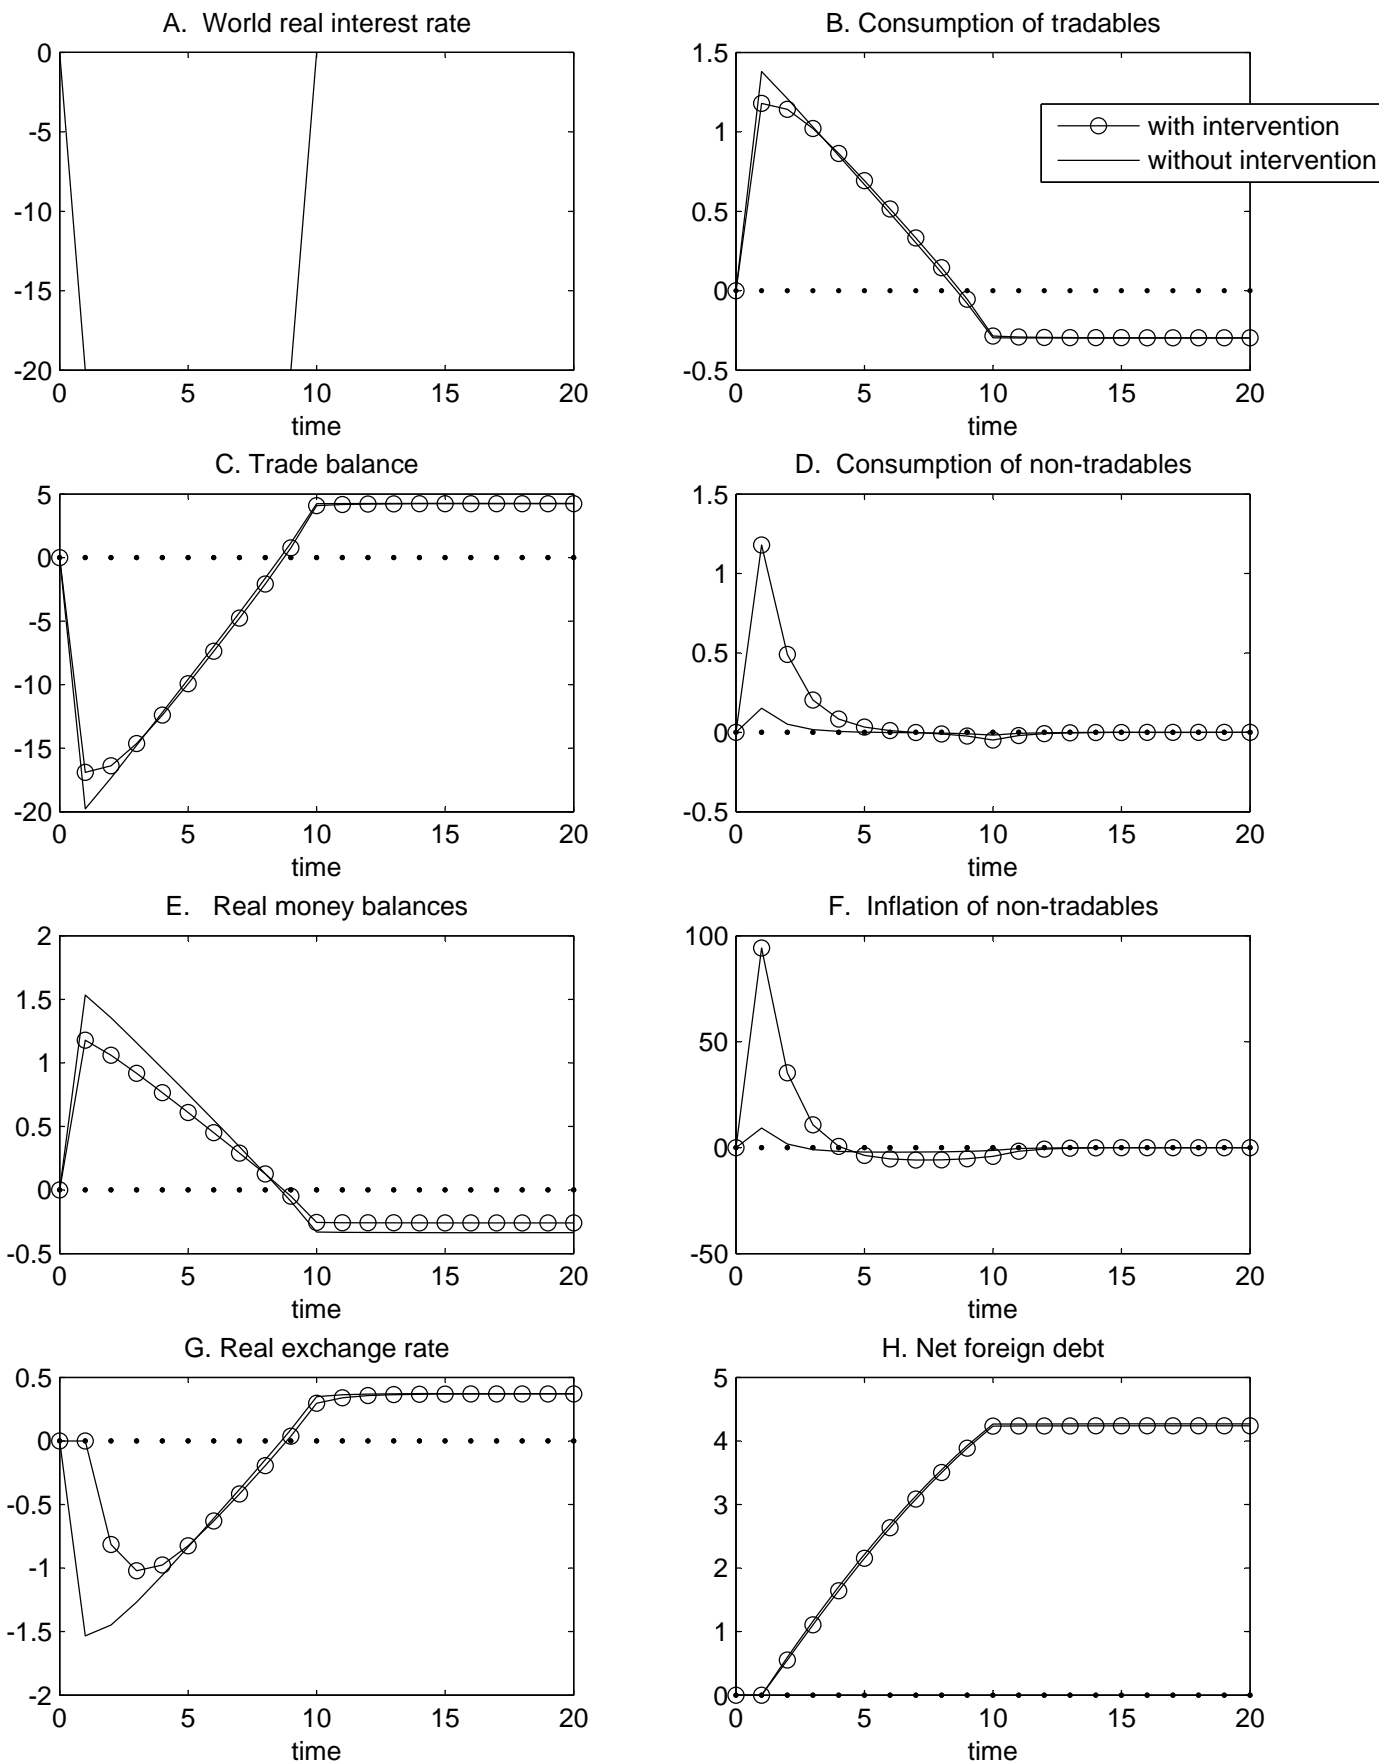 A. World real interest rate
0
-5
-10
-15
-20
0 5 10 15 20
time
B. Consumption of tradables
1.5
1
0.5
0
-0.5
0 5 10 15 20
time
with intervention
without intervention
C. Trade balance
5
0
-5
-10
-15
-20
0 5 10 15 20
time
D. Consumption of non-tradables
1.5
1
0.5
0
-0.5
0 5 10 15 20
time
E. Real money balances
2
1.5
1
0.5
0
-0.5
0 5 10 15 20
time
F. Inflation of non-tradables
100
50
0
-50
0 5 10 15 20
time
G. Real exchange rate
0.5
0
-0.5
-1
-1.5
-2
0 5 10 15 20
time
H. Net foreign debt
5
4
3
2
1
0
0 5 10 15 20
time